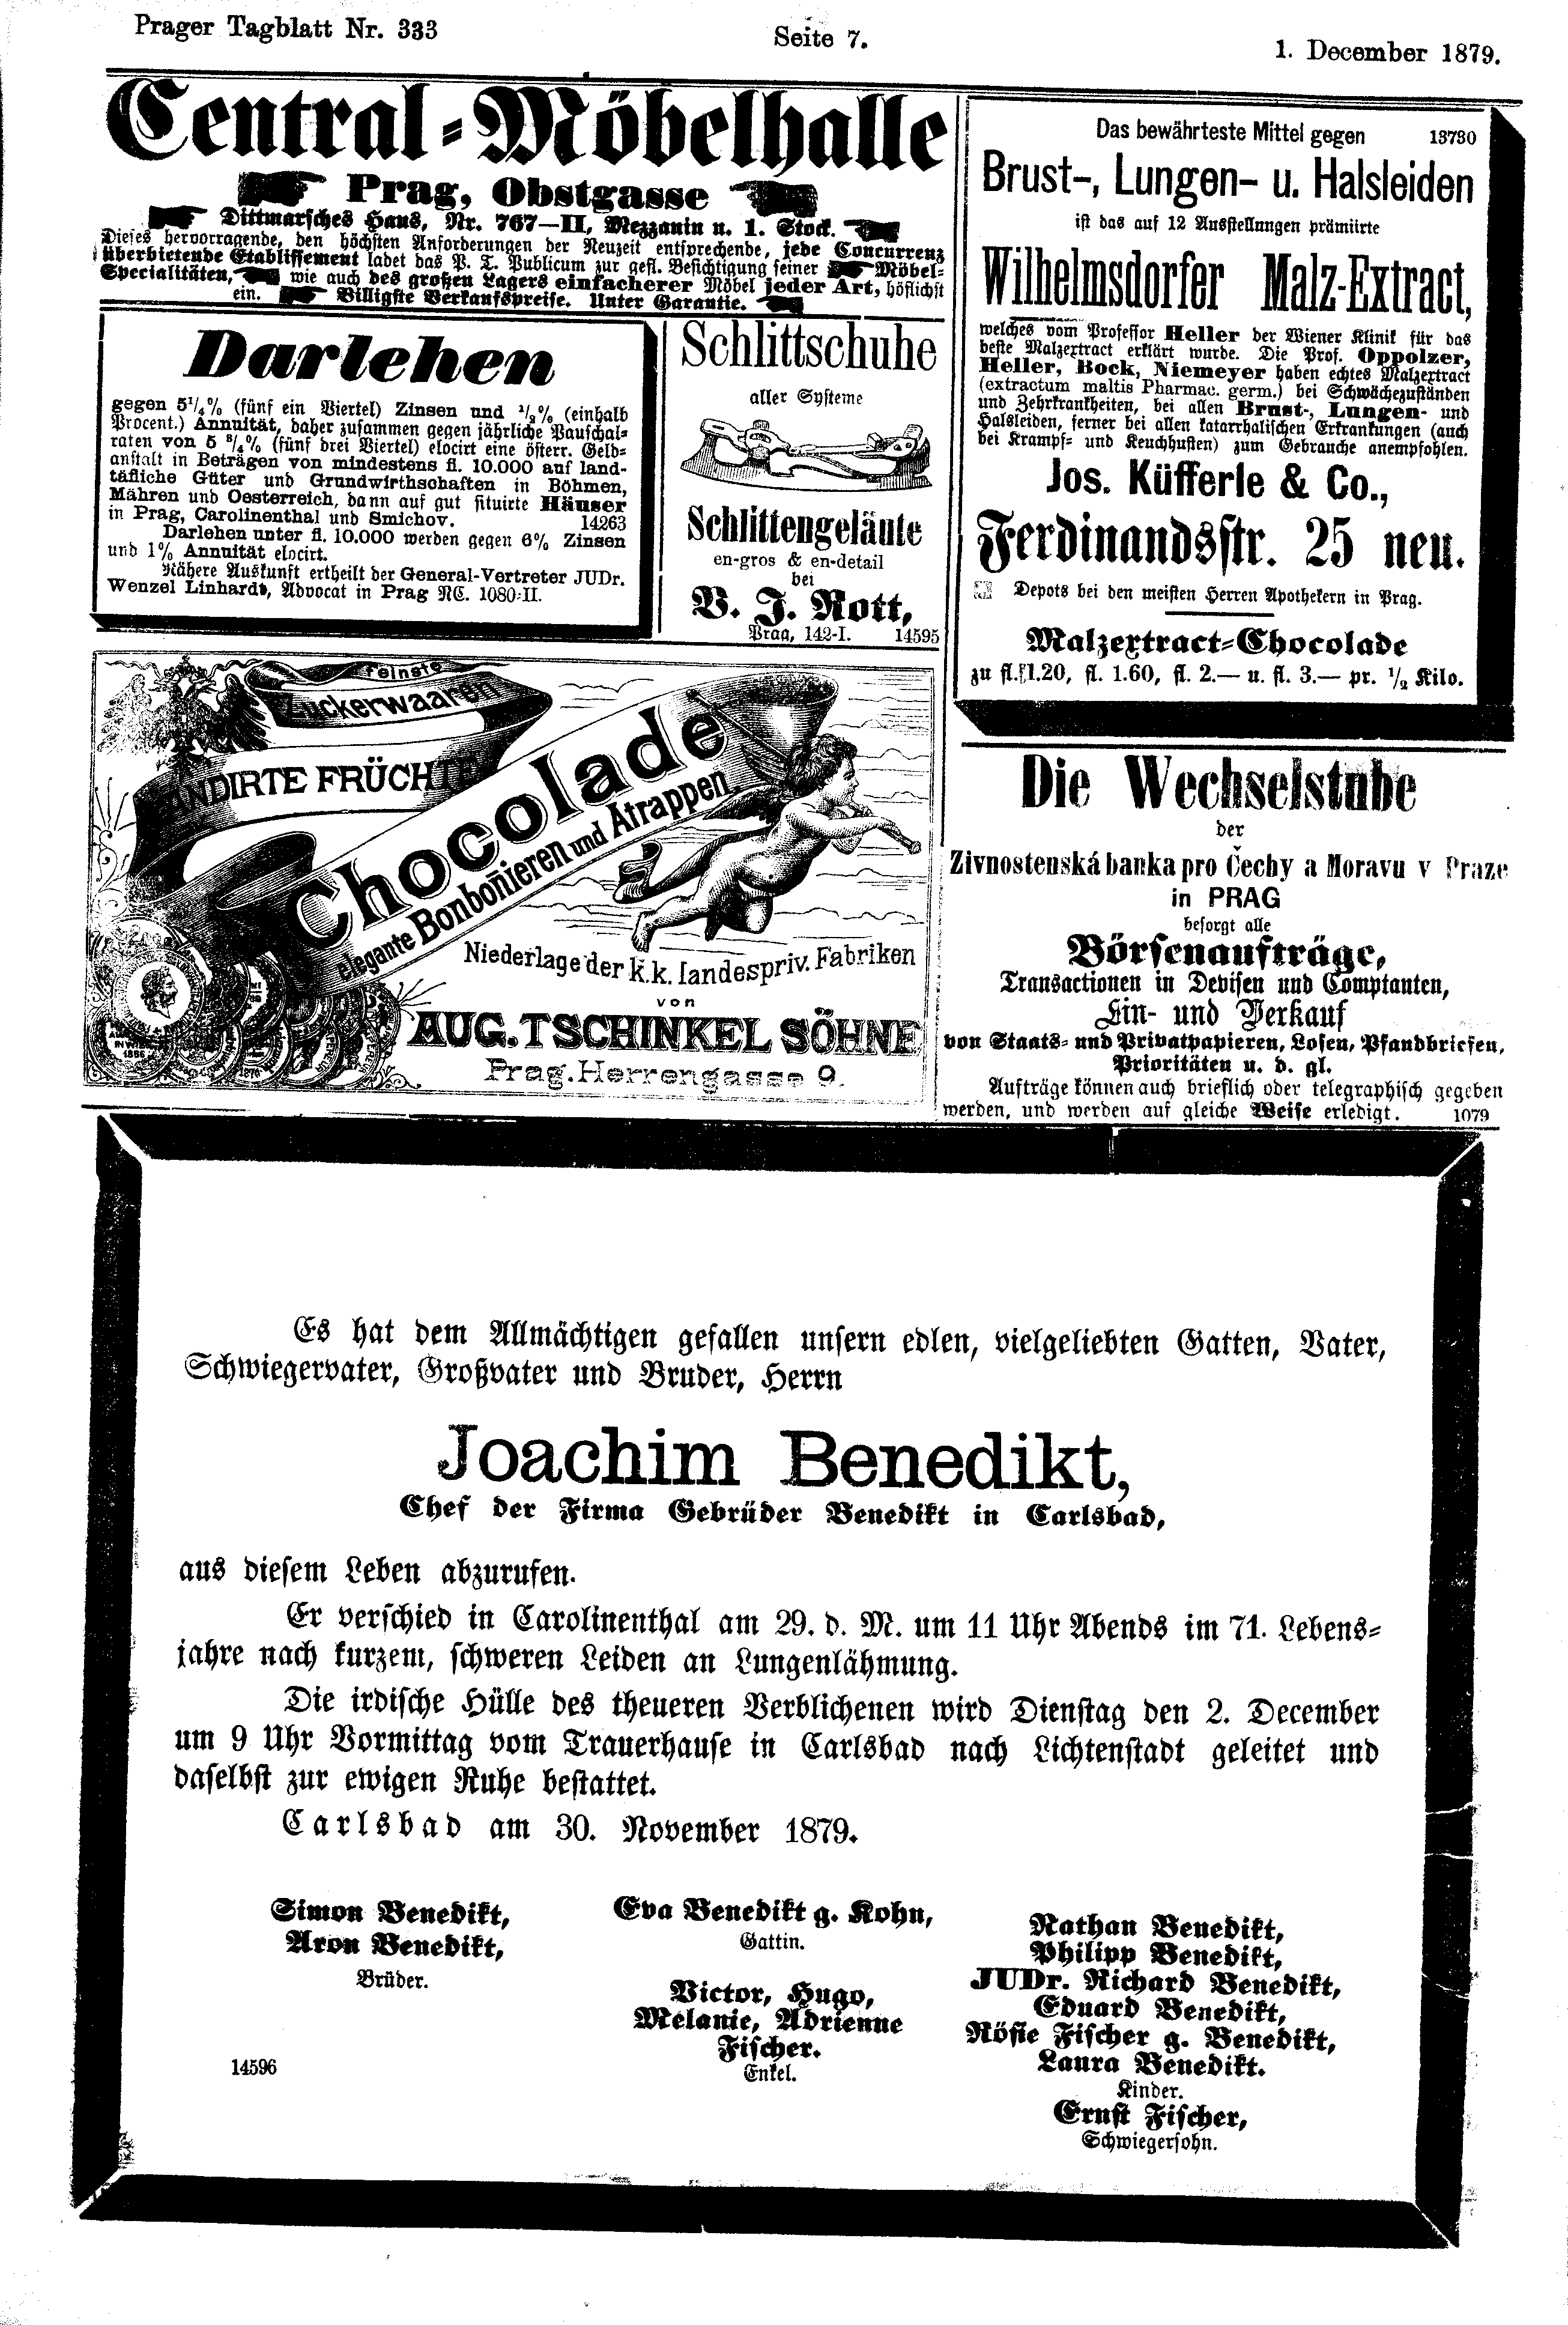 Prager Tagblatt Nr. 333
Seite 7.
1. December 1879.
Central-Möbelhalle
Prag, Obstgasse
Dittmarsches Haus, Nr. 767—II, Mezzanin u. 1. Stock.
Dieses hervorragende, den höchsten Anforderungen der Neuzeit entsprechende, jede Concurrenz
überbietende Etablissement ladet das P. T. Publicum zur gefl. Besichtigung seiner Möbel-
Specialitäten, wie auch des großen Lagers einfacherer Möbel jeder Art, höflichst
ein. Billigste Verkaufspreise. Unter Garantie.
Darlehen
gegen 5¼% (fünf ein Viertel) Zinsen und ½% (einhalb
Procent.) Annuität, daher zusammen gegen jährliche Pauschal-
raten von 5 ¾% (fünf drei Viertel) elocirt eine österr. Geld-
anstalt in Beträgen von mindestens fl. 10.000 auf land-
täfliche Güter und Grundwirthschaften in Böhmen,
Mähren und Oesterreich, dann auf gut situirte Häuser
in Prag, Carolinenthal und Smichov. 14263
Darlehen unter fl. 10.000 werden gegen 6% Zinsen
und 1% Annuität elocirt.
Nähere Auskunft ertheilt der General-Vertreter JUDr.
Wenzel Linhardt, Advocat in Prag NC. 1080-II.
Schlittschuhe
aller Systeme
Schlittengeläute
en-gros & en-detail
bei
V. J. Rott,
Prag, 142-I. 14595
feinste
Zuckerwaaren
KANDIRTE FRÜCHTE
Chocolade
elegante Bonboñieren und Atrappen
Niederlage der k.k. landespriv. Fabriken
von
AUG. TSCHINKEL SÖHNE
Prag. Herrengasse 9.
Das bewährteste Mittel gegen 13730
Brust-, Lungen- u. Halsleiden
ist das auf 12 Ausstellungen prämiirte
Wilhelmsdorfer Malz-Extract,
welches vom Professor Heller der Wiener Klinik für das
beste Malzextract erklärt wurde. Die Prof. Oppolzer,
Heller, Bock, Niemeyer haben echtes Malzextract
(extractum maltis Pharmac. germ.) bei Schwächezuständen
und Zehrkrankheiten, bei allen Brust-, Lungen- und
Halsleiden, ferner bei allen katarrhalischen Erkrankungen (auch
bei Krampf- und Keuchhusten) zum Gebrauche anempfohlen.
Jos. Küfferle & Co.,
Ferdinandsstr. 25 neu.
Depots bei den meisten Herren Apothekern in Prag.
Malzextract-Chocolade
zu fl. 1.20, fl. 1.60, fl. 2.— u. fl. 3.— pr. ½ Kilo.
Die Wechselstube
der
Živnostenská banka pro Čechy a Moravu v Praze
in PRAG
besorgt alle
Börsenaufträge,
Transactionen in Devisen und Comptanten,
Ein- und Verkauf
von Staats- und Privatpapieren, Losen, Pfandbriefen,
Prioritäten u. d. gl.
Aufträge können auch brieflich oder telegraphisch gegeben
werden, und werden auf gleiche Weise erledigt. 1079
Es hat dem Allmächtigen gefallen unsern edlen, vielgeliebten Gatten, Vater,
Schwiegervater, Großvater und Bruder, Herrn
Joachim Benedikt,
Chef der Firma Gebrüder Benedikt in Carlsbad,
aus diesem Leben abzurufen.
Er verschied in Carolinenthal am 29. d. M. um 11 Uhr Abends im 71. Lebens-
jahre nach kurzem, schweren Leiden an Lungenlähmung.
Die irdische Hülle des theueren Verblichenen wird Dienstag den 2. December
um 9 Uhr Vormittag vom Trauerhause in Carlsbad nach Lichtenstadt geleitet und
daselbst zur ewigen Ruhe bestattet.
Carlsbad am 30. November 1879.
Simon Benedikt,
Aron Benedikt,
Brüder.
Eva Benedikt g. Kohn,
Gattin.
Victor, Hugo,
Melanie, Adrienne
Fischer.
Enkel.
Nathan Benedikt,
Philipp Benedikt,
JUDr. Richard Benedikt,
Eduard Benedikt,
Rösie Fischer g. Benedikt,
Laura Benedikt.
Kinder.
Ernst Fischer,
Schwiegersohn.
14596